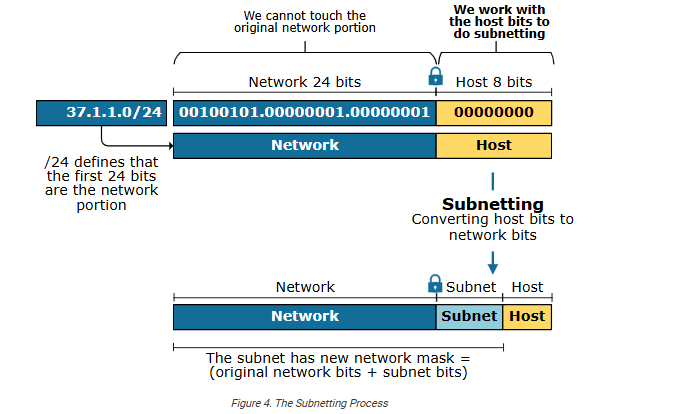 We cannot touch the
original network portion
We work with
the host bits to
do subnetting
Network 24 bits
Host 8 bits
37.1.1.0/24
00100101.00000001.00000001
00000000
Network
Host
/24 defines that
the first 24 bits
are the network
portion
Subnetting
Converting host bits to
network bits
Network
Subnet
Host
Network
Subnet
Host
The subnet has new network mask =
(original network bits + subnet bits)
Figure 4. The Subnetting Process